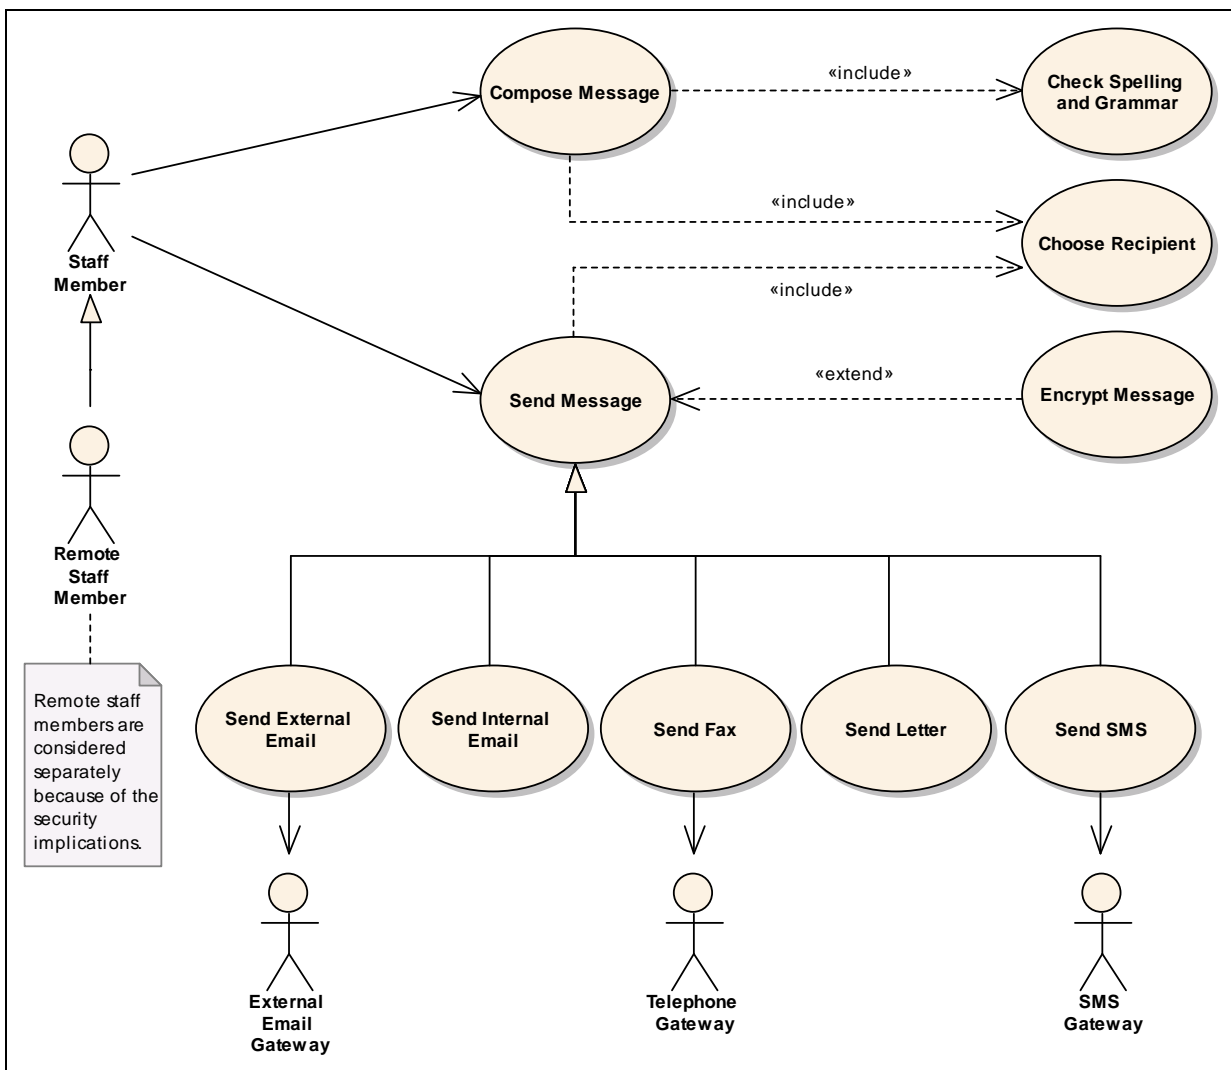 Compose Message
«include»
Check Spelling
and Grammar
Staff
Member
«include»
Choose Recipient
«include»
Send Message
«extend»
Encrypt Message
Remote
Staff
Member
Remote staff
members are
considered
separately
because of the
security
implications.
Send External
Email
Send Internal
Email
Send Fax
Send Letter
Send SMS
External
Email
Gateway
Telephone
Gateway
SMS
Gateway